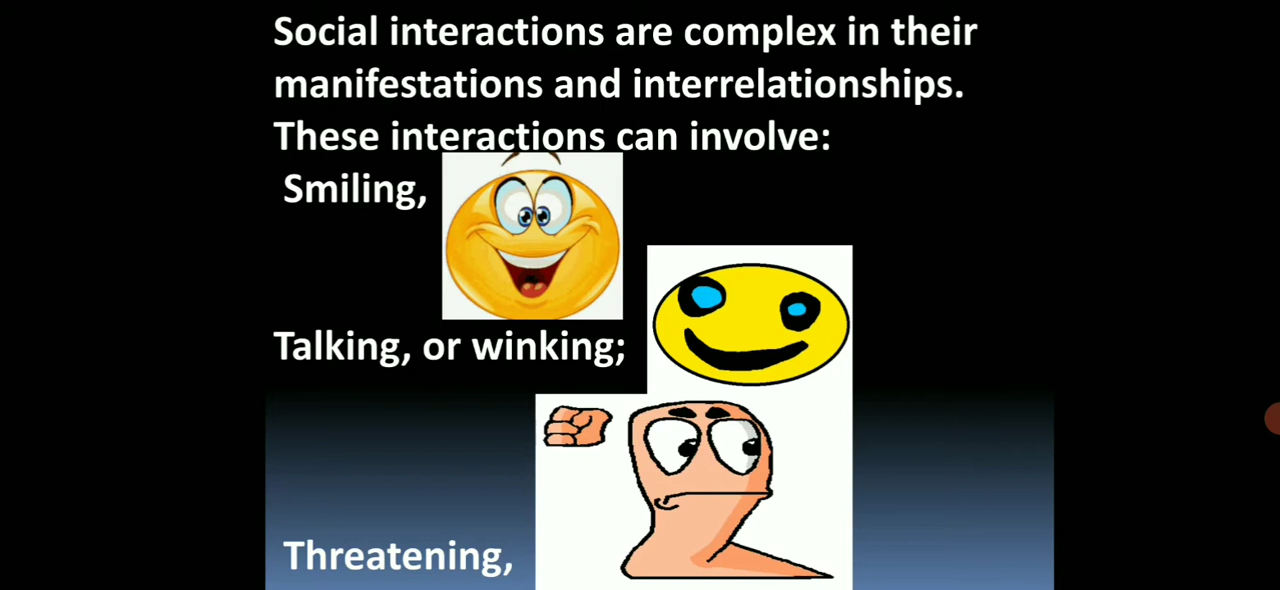 Social interactions are complex in their
manifestations and interrelationships.
These interactions can involve:
Smiling,
Talking, or winking;
Threatening,